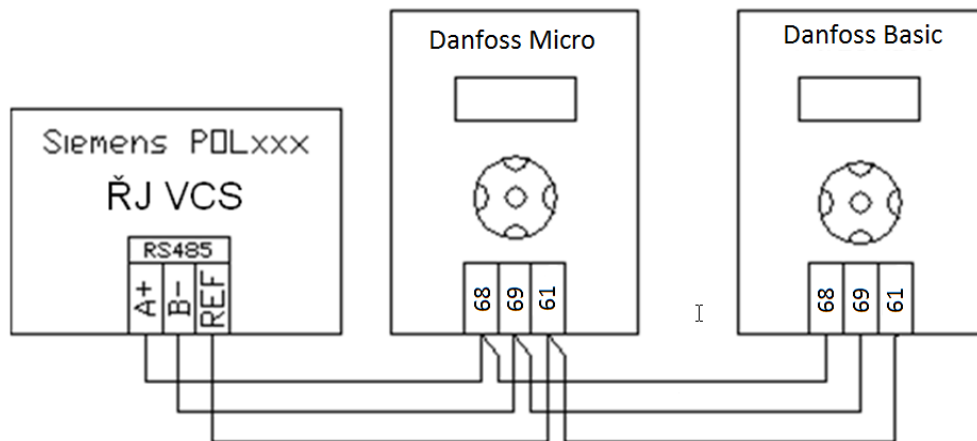 Siemens POLxxx
ŘJ VCS
RS485
A+ B- REF
Danfoss Micro
68 69 61
Danfoss Basic
68 69 61